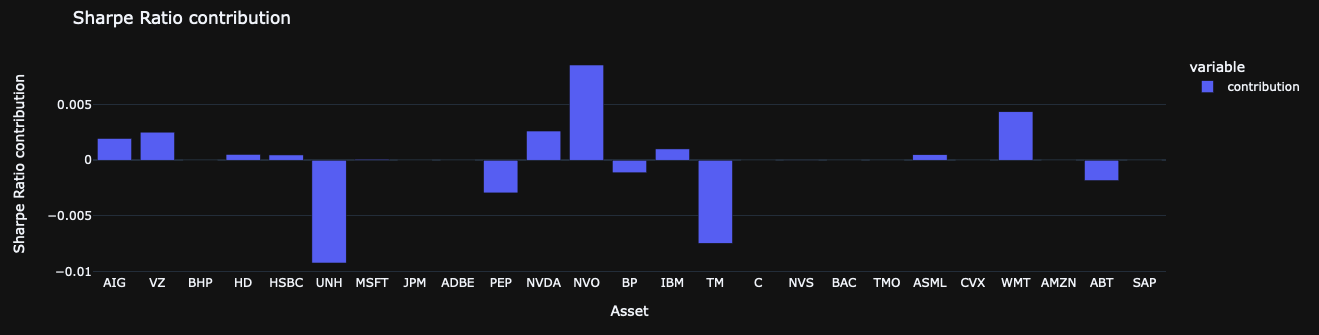 Sharpe Ratio contribution
variable
contribution
Sharpe Ratio contribution
0.005
0
−0.005
−0.01
AIG VZ BHP HD HSBC UNH MSFT JPM ADBE PEP NVDA NVO BP IBM TM C NVS BAC TMO ASML CVX WMT AMZN ABT SAP
Asset